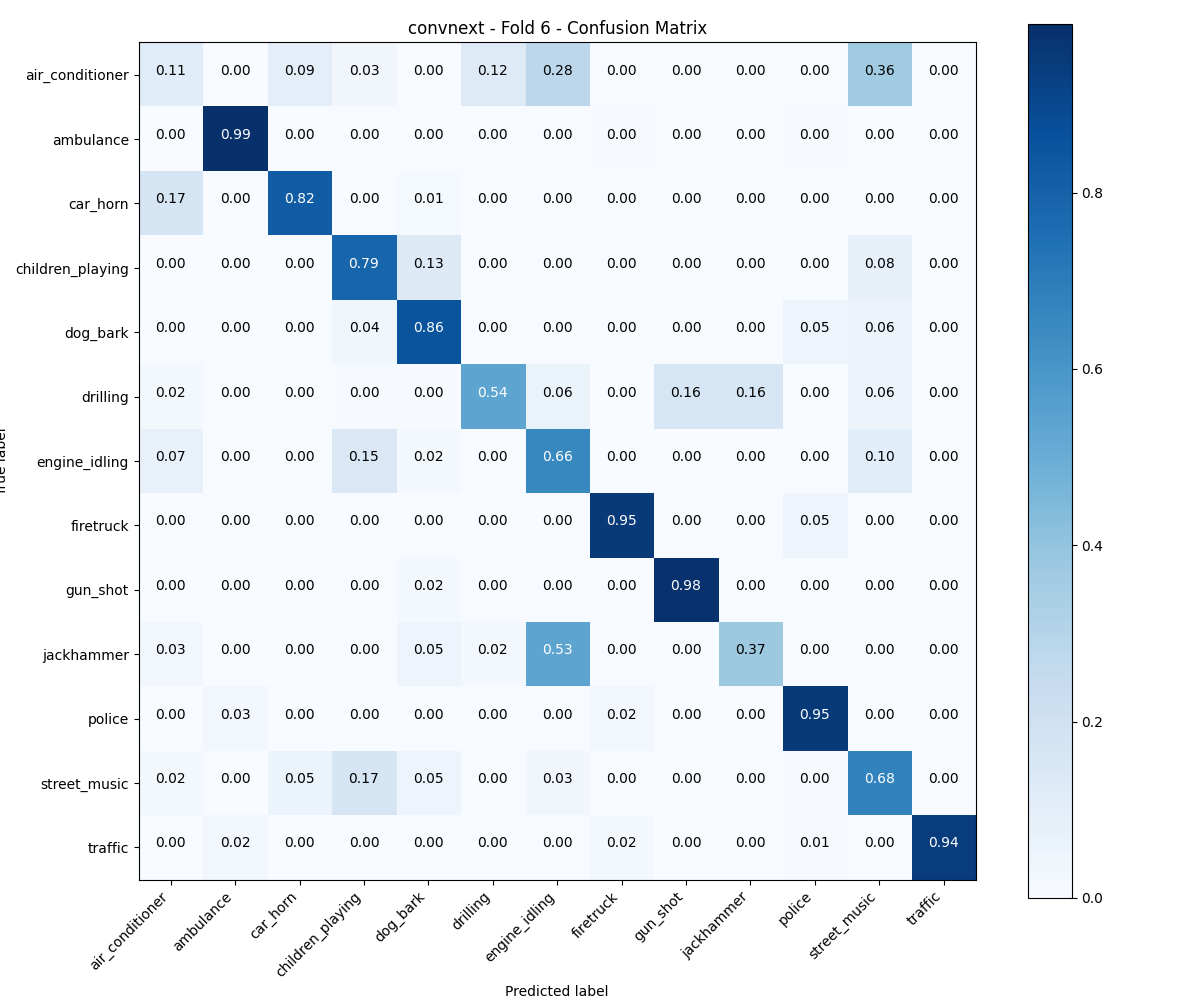 convnext - Fold 6 - Confusion Matrix
air_conditioner 0.11 0.00 0.09 0.03 0.00 0.12 0.28 0.00 0.00 0.00 0.00 0.36 0.00
ambulance 0.00 0.99 0.00 0.00 0.00 0.00 0.00 0.00 0.00 0.00 0.00 0.00 0.00
car_horn 0.17 0.00 0.82 0.00 0.01 0.00 0.00 0.00 0.00 0.00 0.00 0.00 0.00
children_playing 0.00 0.00 0.00 0.79 0.13 0.00 0.00 0.00 0.00 0.00 0.00 0.08 0.00
dog_bark 0.00 0.00 0.00 0.04 0.86 0.00 0.00 0.00 0.00 0.00 0.05 0.06 0.00
drilling 0.02 0.00 0.00 0.00 0.00 0.54 0.06 0.00 0.16 0.16 0.00 0.06 0.00
engine_idling 0.07 0.00 0.00 0.15 0.02 0.00 0.66 0.00 0.00 0.00 0.00 0.10 0.00
firetruck 0.00 0.00 0.00 0.00 0.00 0.00 0.00 0.95 0.00 0.00 0.05 0.00 0.00
gun_shot 0.00 0.00 0.00 0.00 0.02 0.00 0.00 0.00 0.98 0.00 0.00 0.00 0.00
jackhammer 0.03 0.00 0.00 0.00 0.05 0.02 0.53 0.00 0.00 0.37 0.00 0.00 0.00
police 0.00 0.03 0.00 0.00 0.00 0.00 0.00 0.02 0.00 0.00 0.95 0.00 0.00
street_music 0.02 0.00 0.05 0.17 0.05 0.00 0.03 0.00 0.00 0.00 0.00 0.68 0.00
traffic 0.00 0.02 0.00 0.00 0.00 0.00 0.00 0.02 0.00 0.00 0.01 0.00 0.94
air_conditioner ambulance car_horn children_playing dog_bark drilling engine_idling firetruck gun_shot jackhammer police street_music traffic
Predicted label
0.8
0.6
0.4
0.2
0.0